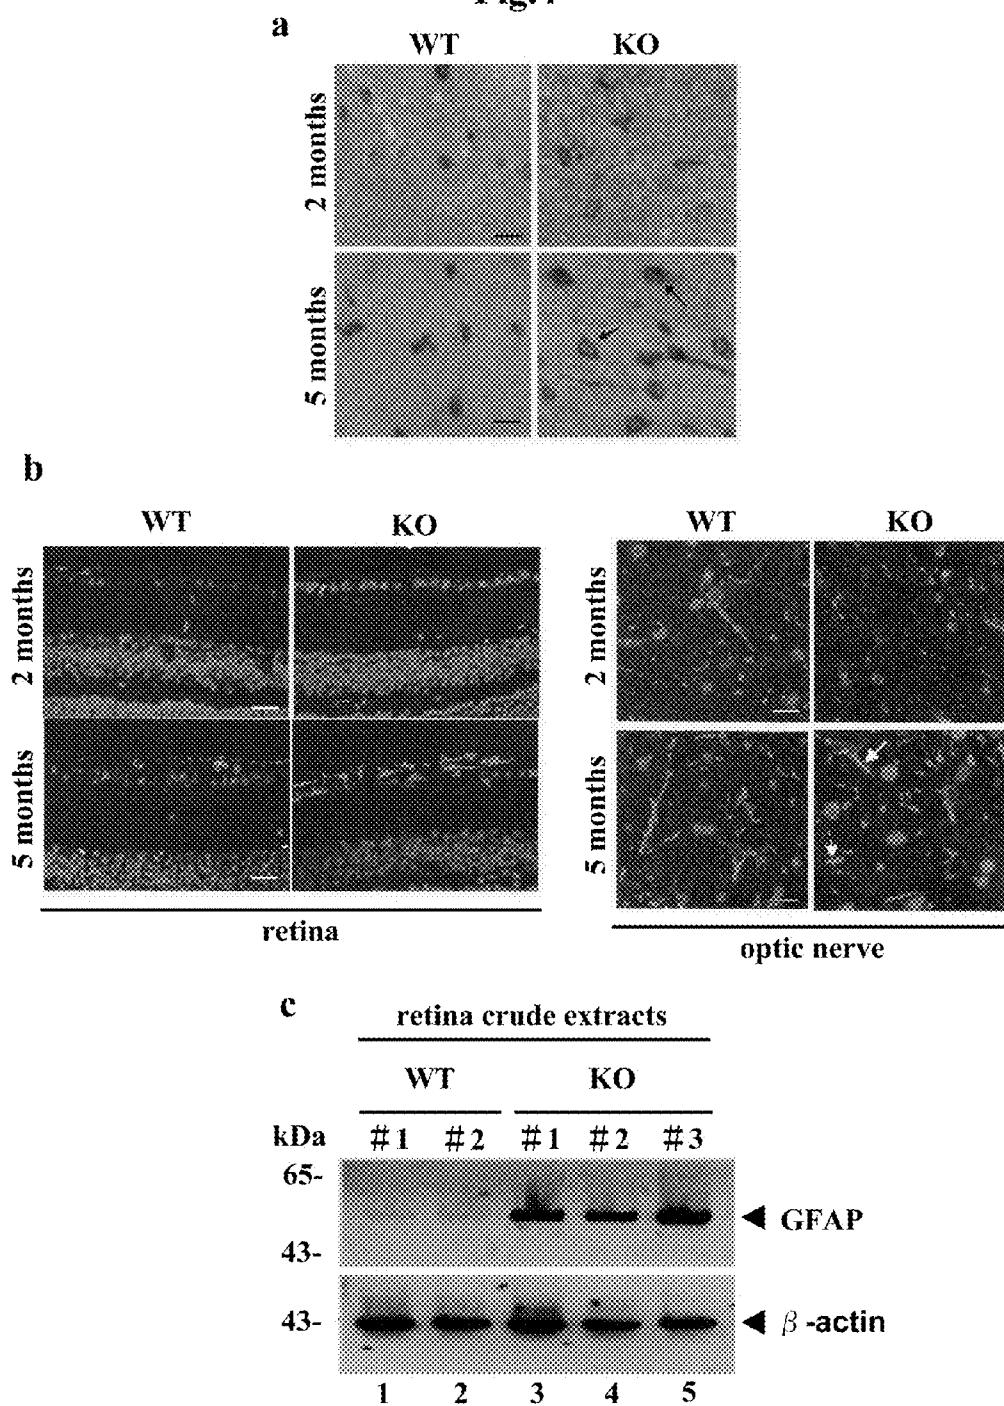 a
WT KO
2 months
5 months
b
WT KO WT KO
2 months 2 months
5 months 5 months
retina
optic nerve
c
retina crude extracts
WT KO
kDa #1 #2 #1 #2 #3
65-
GFAP
43-
43- β-actin
1 2 3 4 5